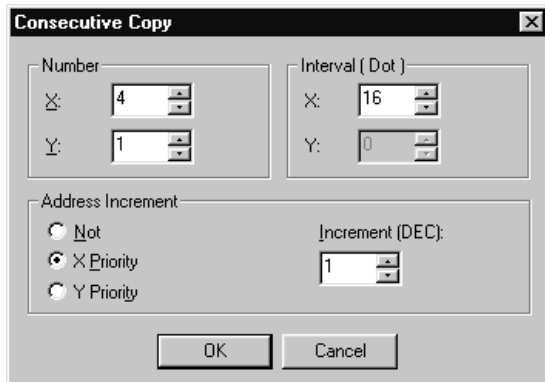 Consecutive Copy
Number
X: 4
Y: 1
Interval ( Dot )
X: 16
Y: 0
Address Increment
Not
X Priority
Y Priority
Increment (DEC):
1
OK
Cancel